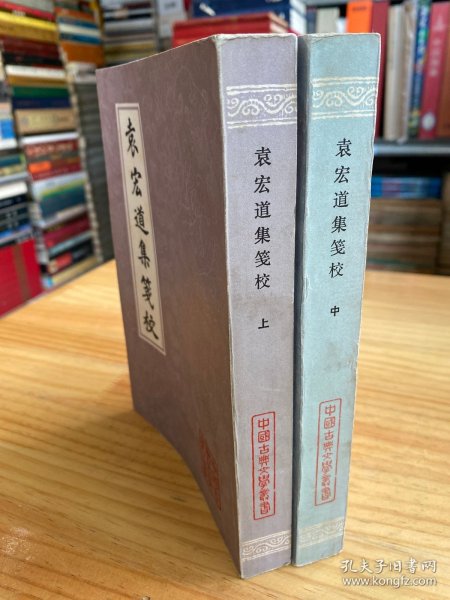 袁宏道集箋校
袁宏道集箋校
上
中國古典文學叢書
袁宏道集箋校
中
中國古典文學叢書
孔夫子旧书网
www.kongfz.com